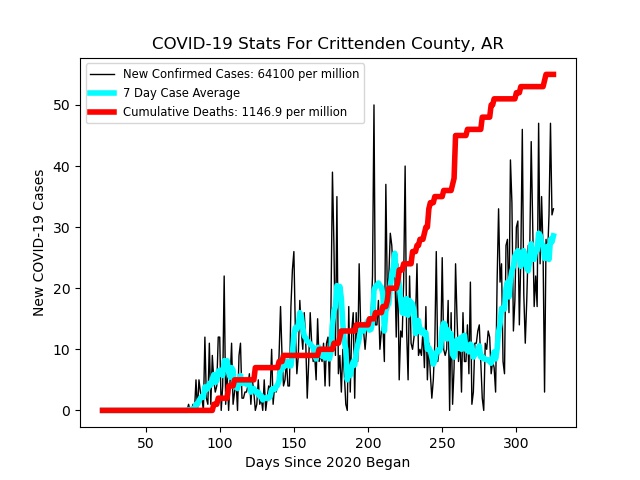 COVID-19 Stats For Crittenden County, AR
New Confirmed Cases: 64100 per million
7 Day Case Average
Cumulative Deaths: 1146.9 per million
New COVID-19 Cases
50
40
30
20
10
0
50 100 150 200 250 300
Days Since 2020 Began